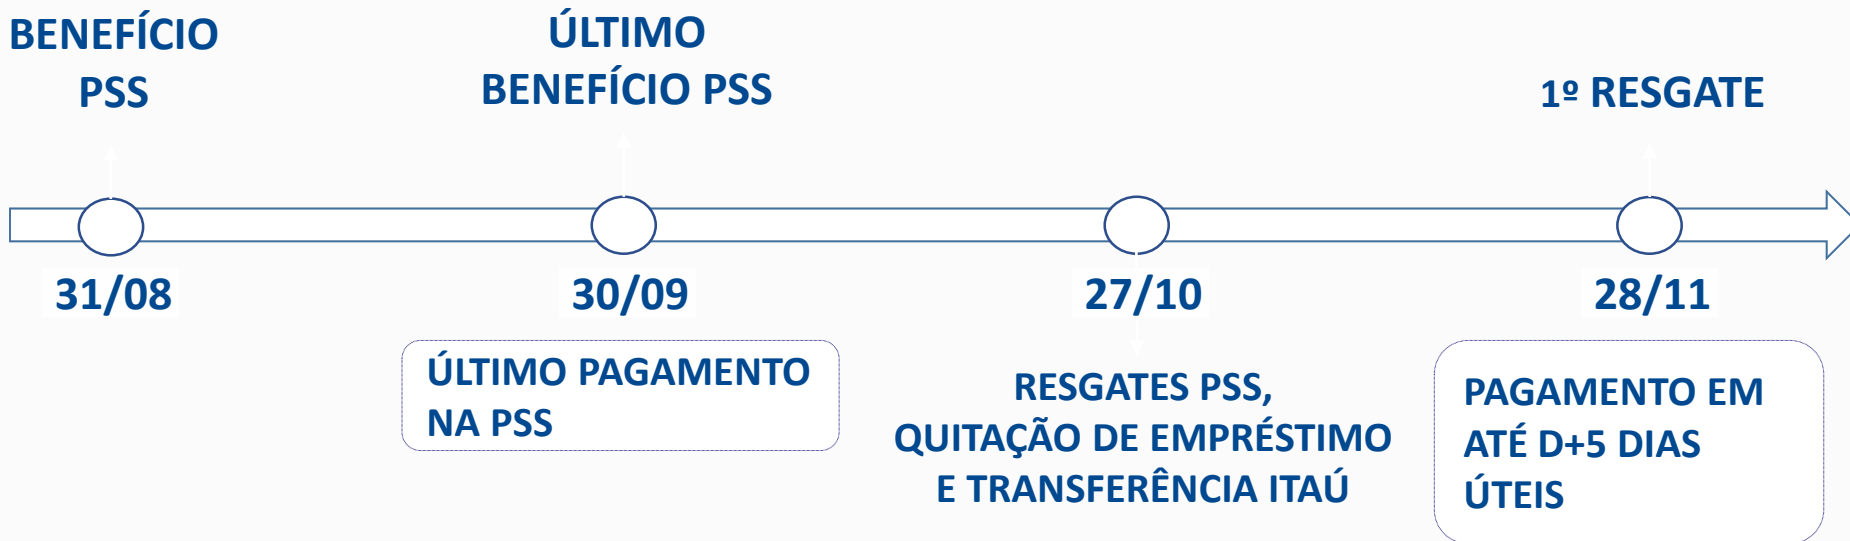 BENEFÍCIO
PSS
ÚLTIMO
BENEFÍCIO PSS
1º RESGATE
31/08
30/09
27/10
28/11
ÚLTIMO PAGAMENTO
NA PSS
RESGATES PSS,
QUITAÇÃO DE EMPRÉSTIMO
E TRANSFERÊNCIA ITAÚ
PAGAMENTO EM
ATÉ D+5 DIAS
ÚTEIS